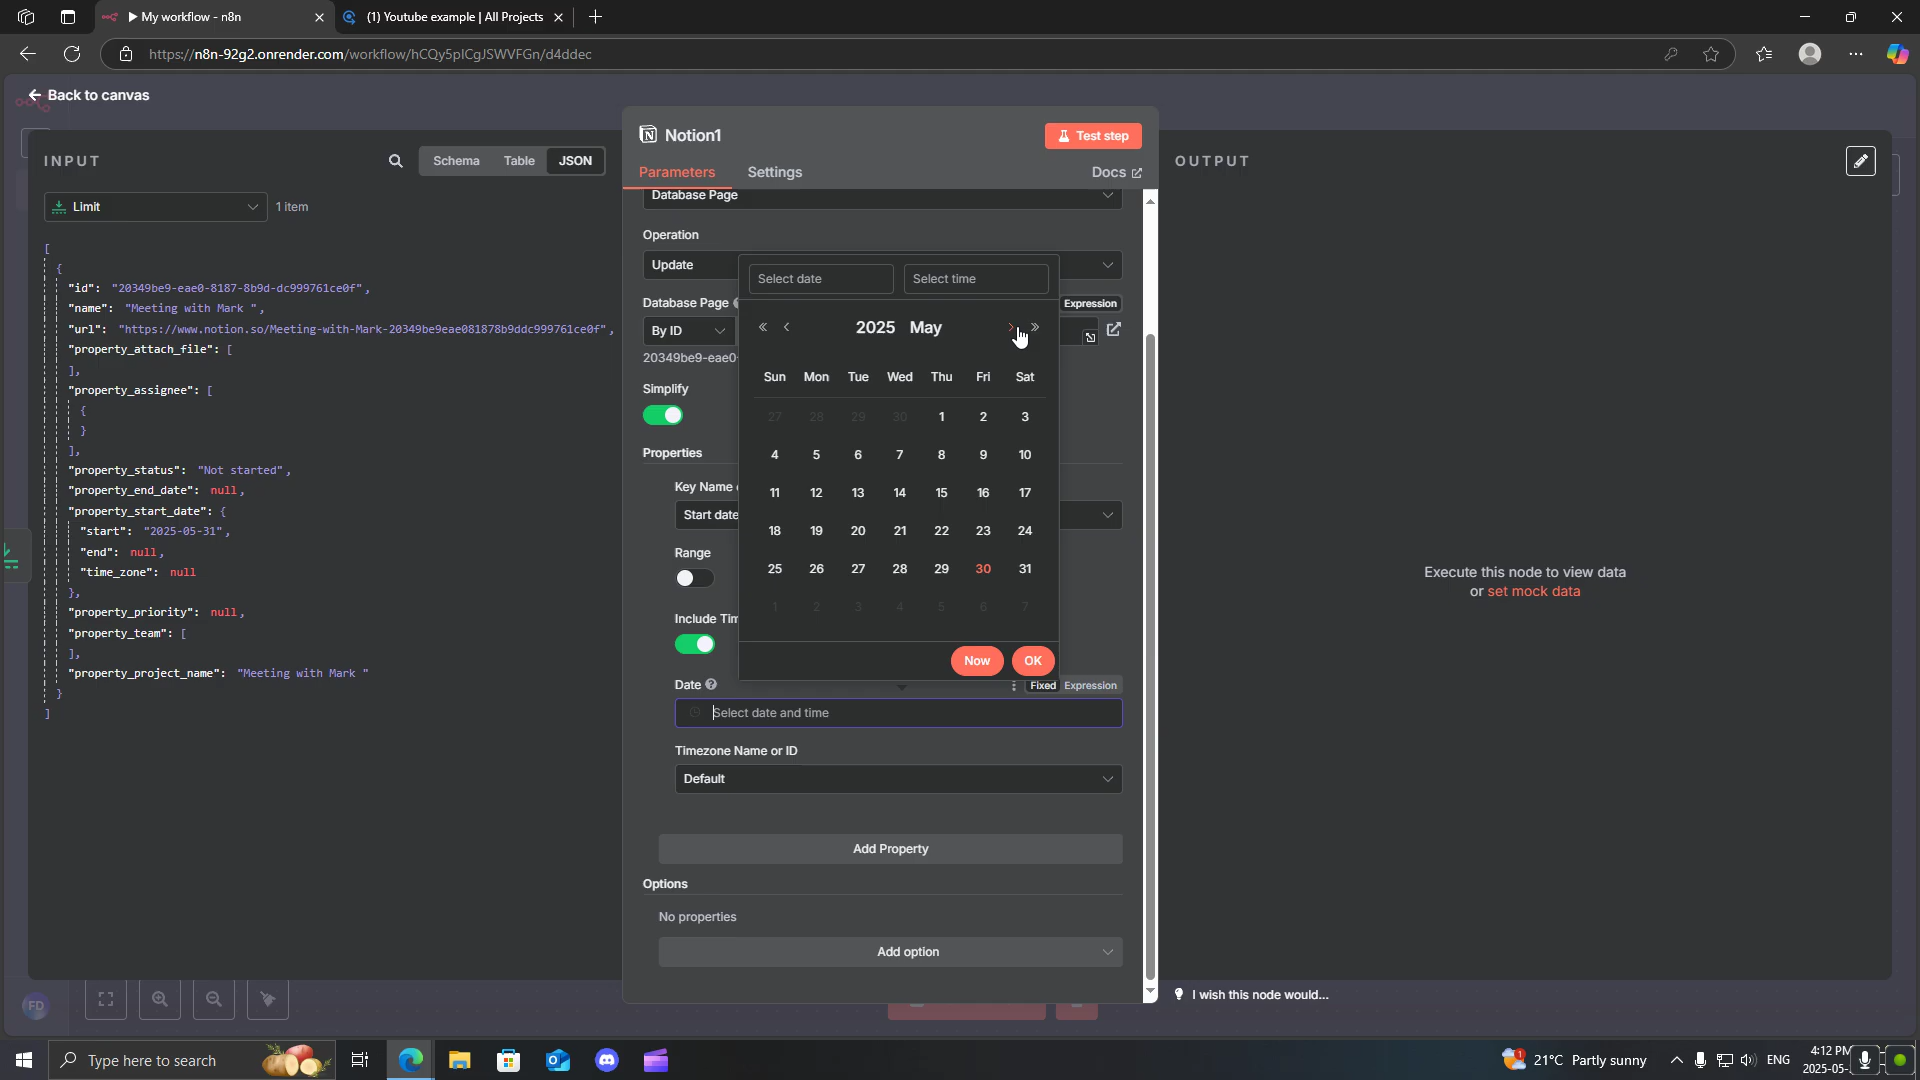 My workflow - n8n
(1) Youtube example | All Projects
https://n8n-92g2.onrender.com/workflow/hCQy5pICgJSWVFGn/d4ddec
Back to canvas
INPUT
Schema Table JSON
Limit
1 item
[
{
"id": "20349be9-eae0-8187-8b9d-dc999761ce0f",
"name": "Meeting with Mark ",
"url": "https://www.notion.so/Meeting-with-Mark-20349be9eae081878b9ddc999761ce0f",
"property_attach_file": [
],
"property_assignee": [
{
}
],
"property_status": "Not started",
"property_end_date": null,
"property_start_date": {
"start": "2025-05-31",
"end": null,
"time_zone": null
},
"property_priority": null,
"property_team": [
],
"property_project_name": "Meeting with Mark "
}
]
Notion1
Test step
Parameters
Settings
Docs
Database Page
Operation
Update
Database Page
Expression
By ID
20349be9-eae0-
Simplify
Properties
Key Name
Start date
Range
Include Tim
Select date
Select time
2025 May
Sun Mon Tue Wed Thu Fri Sat
27 28 29 30 1 2 3
4 5 6 7 8 9 10
11 12 13 14 15 16 17
18 19 20 21 22 23 24
25 26 27 28 29 30 31
1 2 3 4 5 6 7
Now
OK
Date
Fixed Expression
Select date and time
Timezone Name or ID
Default
Add Property
Options
No properties
Add option
OUTPUT
Execute this node to view data
or set mock data
I wish this node would...
FD
Type here to search
1
21°C Partly sunny
ENG
4:12 PM
2025-05-